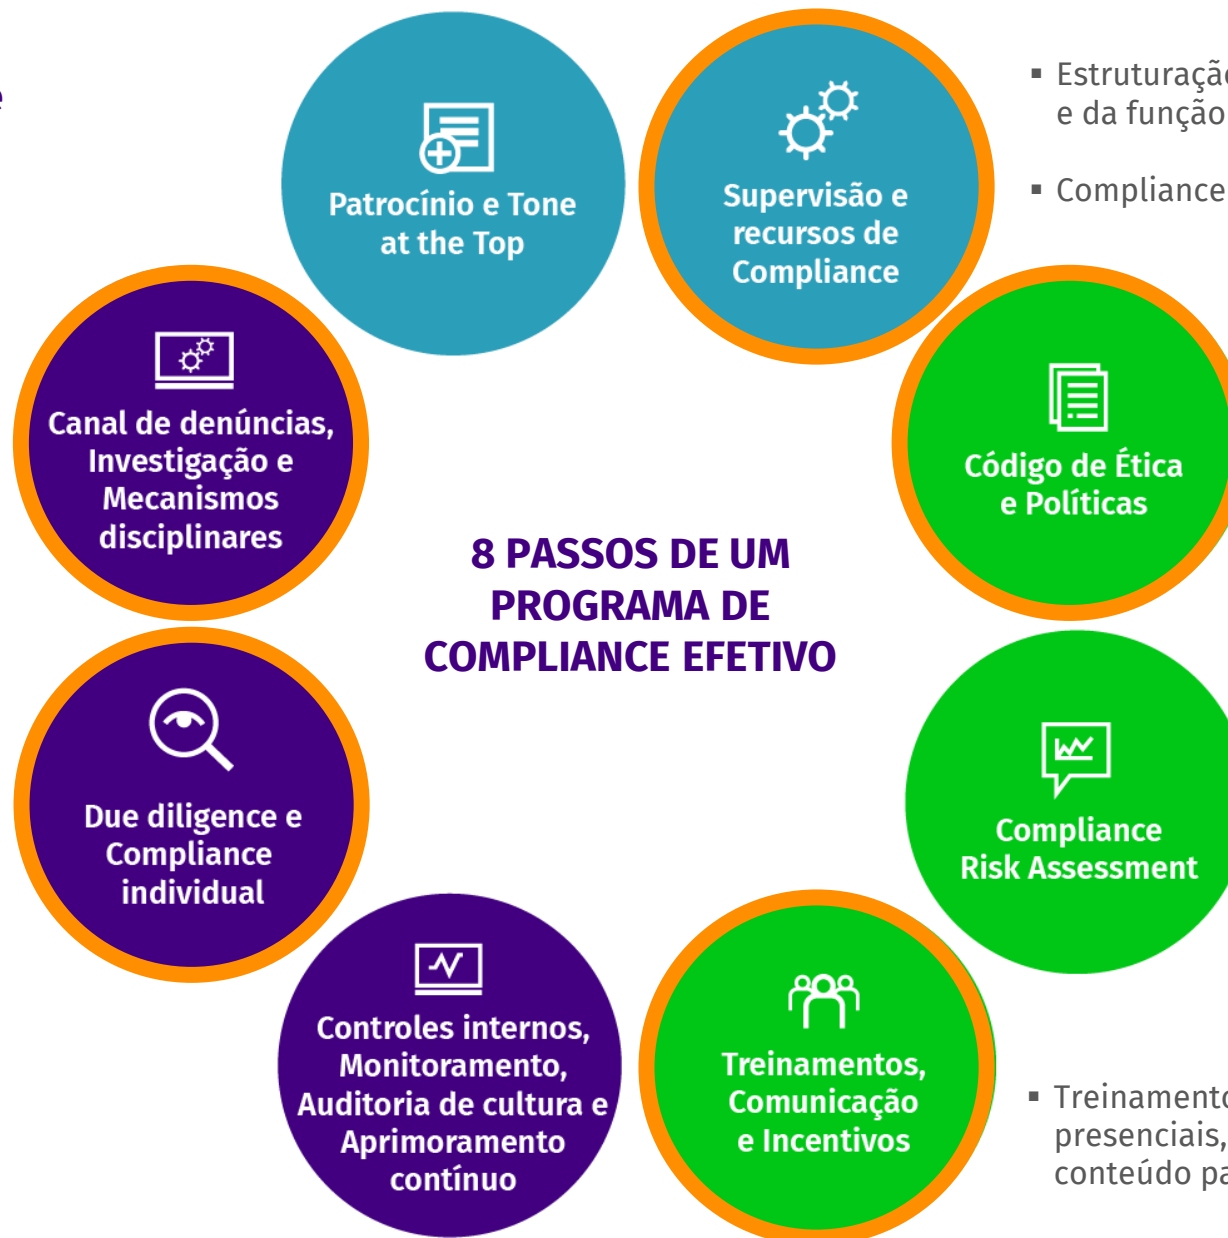 Patrocínio e Tone
at the Top
Supervisão e
recursos de
Compliance
e da função
Compliance
Código de Ética
e Políticas
Compliance
Risk Assessment
Treinamentos,
Comunicação
e Incentivos
presenciais,
conteúdo
Controles internos,
Monitoramento,
Auditoria de cultura e
Aprimoramento
contínuo
Due diligence e
Compliance
individual
Canal de denúncias,
Investigação e
Mecanismos
disciplinares
8 PASSOS DE UM
PROGRAMA DE
COMPLIANCE EFETIVO